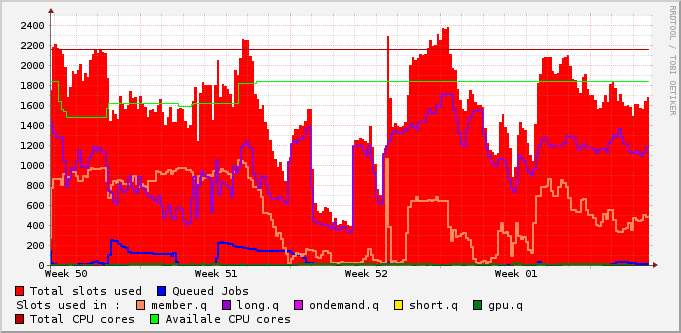 RRDTOOL / TOBI OETIKER
2400
2200
2000
1800
1600
1400
1200
1000
800
600
400
200
0
Week 50 Week 51 Week 52 Week 01
Total slots used Queued Jobs
Slots used in : member.q long.q ondemand.q short.q gpu.q
Total CPU cores Availale CPU cores